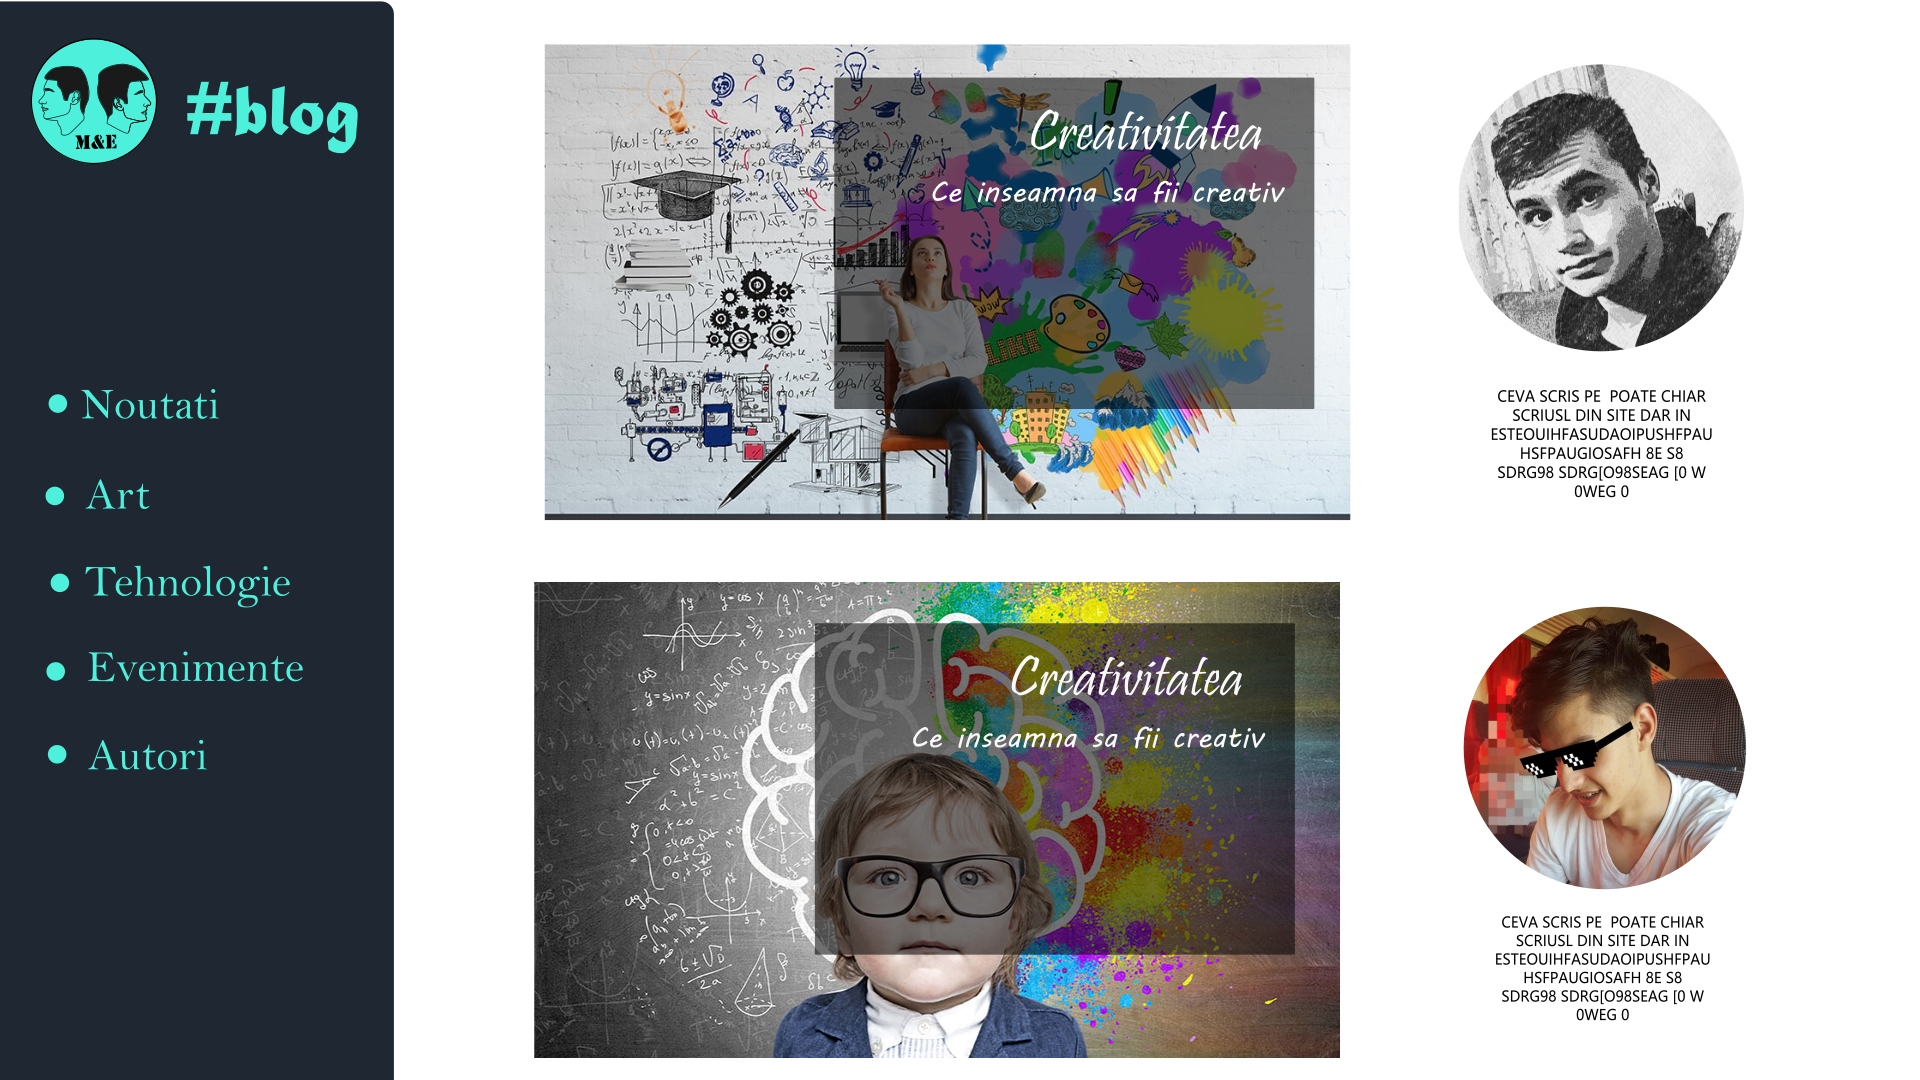 M&E
#blog
Noutati
Art
Tehnologie
Evenimente
Autori
Creativitatea
Ce inseamna sa fii creativ
WOW
LIKE
CEVA SCRIS PE POATE CHIAR
SCRIUSL DIN SITE DAR IN
ESTEOUIHFASUDAOIPUSHFPAU
HSFPAUGIOSAFH 8E S8
SDRG98 SDRG[O98SEAG [0 W
0WEG 0
Creativitatea
Ce inseamna sa fii creativ
CEVA SCRIS PE POATE CHIAR
SCRIUSL DIN SITE DAR IN
ESTEOUIHFASUDAOIPUSHFPAU
HSFPAUGIOSAFH 8E S8
SDRG98 SDRG[O98SEAG [0 W
0WEG 0